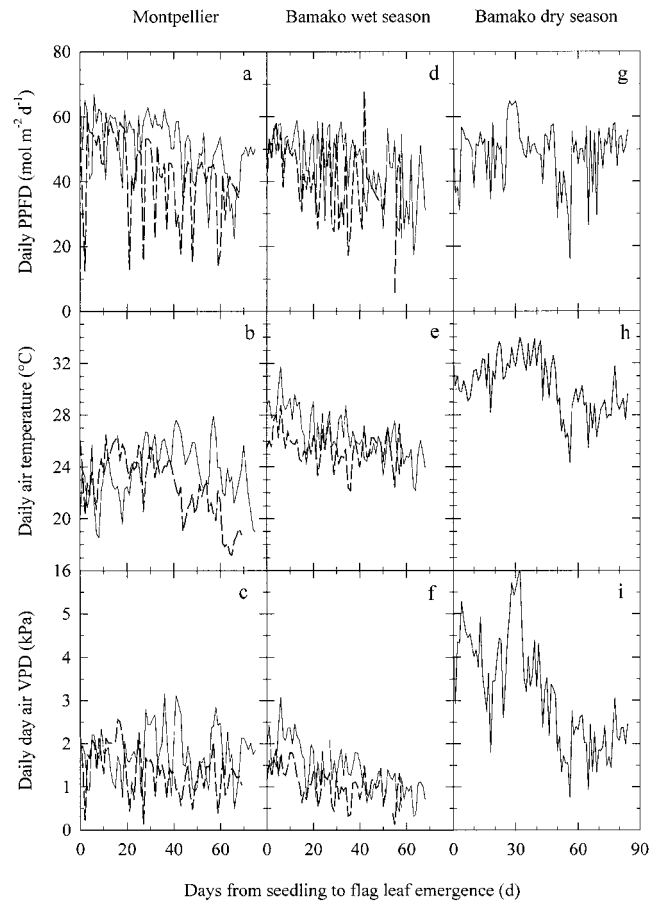 Montpellier Bamako wet season Bamako dry season
a d g
80
60
40
20
0
Daily PPFD (mol m⁻² d⁻¹)
b e h
32
28
24
20
16
Daily air temperature (°C)
c f i
5
4
3
2
1
0
Daily day air VPD (kPa)
0 20 40 60 0 20 40 60 0 30 60 90
Days from seedling to flag leaf emergence (d)